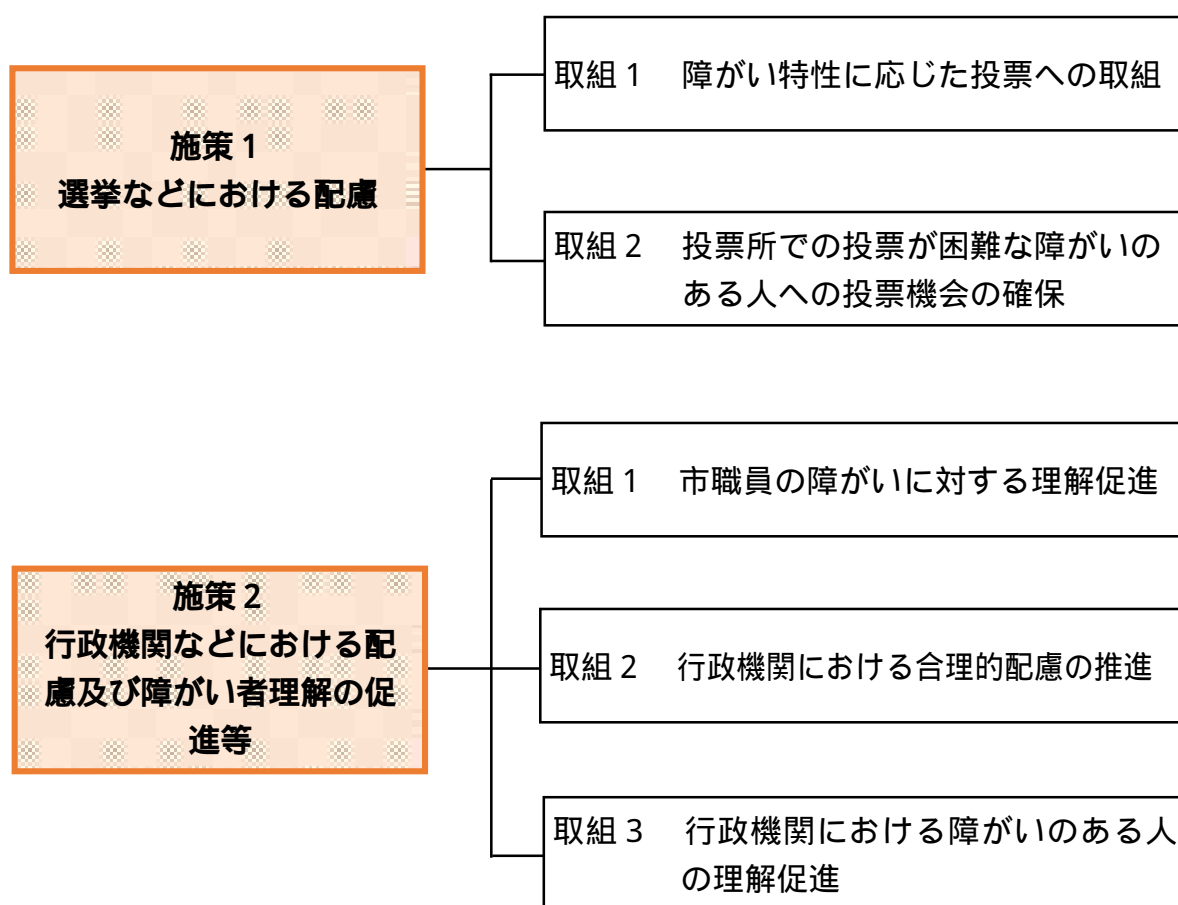 施策1
選挙などにおける配慮
取組1 障がい特性に応じた投票への取組
取組2 投票所での投票が困難な障がいの
ある人への投票機会の確保
施策2
行政機関などにおける配
慮及び障がい者理解の促
進等
取組1 市職員の障がいに対する理解促進
取組2 行政機関における合理的配慮の推進
取組3 行政機関における障がいのある人
の理解促進